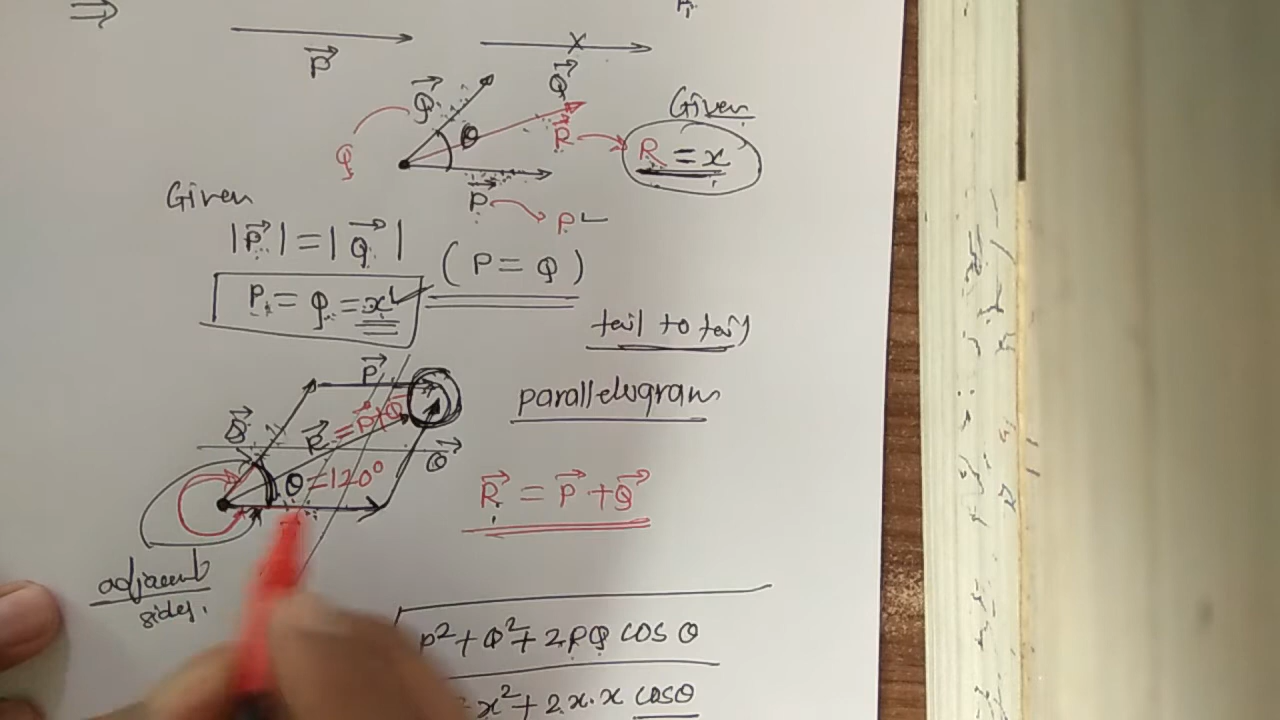 ⇒
P⃗
Q⃗
Q⃗
θ
Given
R⃗
R = x
Q
P⃗
P
Given
|P⃗| = |Q⃗|
(P = Q)
P = Q = x
tail to tail
P⃗
parallelogram
Q⃗
R⃗ = P⃗ + Q⃗
Q⃗
θ = 120°
R⃗ = P⃗ + Q⃗
adjacent
sides.
P² + Q² + 2PQ cos θ
x² + 2x.x cosθ